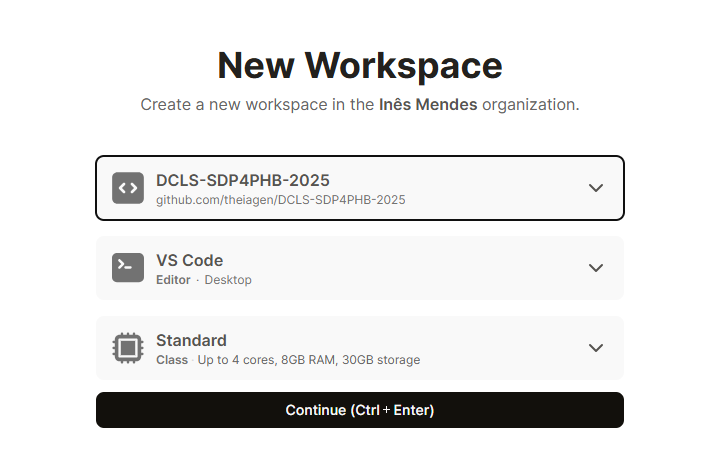 New Workspace
Create a new workspace in the Inês Mendes organization.
DCLS-SDP4PHB-2025
github.com/theiagen/DCLS-SDP4PHB-2025
VS Code
Editor · Desktop
Standard
Class · Up to 4 cores, 8GB RAM, 30GB storage
Continue (Ctrl + Enter)